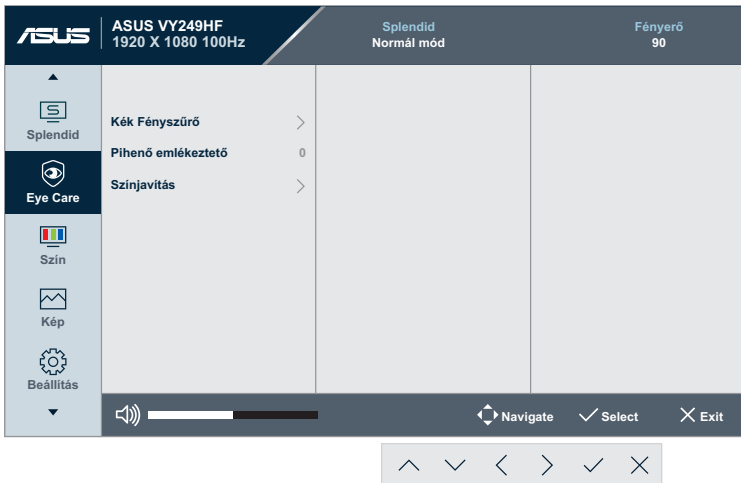 ASUS
ASUS VY249HF
1920 X 1080 100Hz
Splendid
Normál mód
Fényerő
90
Splendid
Eye Care
Szín
Kép
Beállítás
Kék Fényszűrő
Pihenő emlékeztető 0
Színjavítás
Navigate
Select
Exit